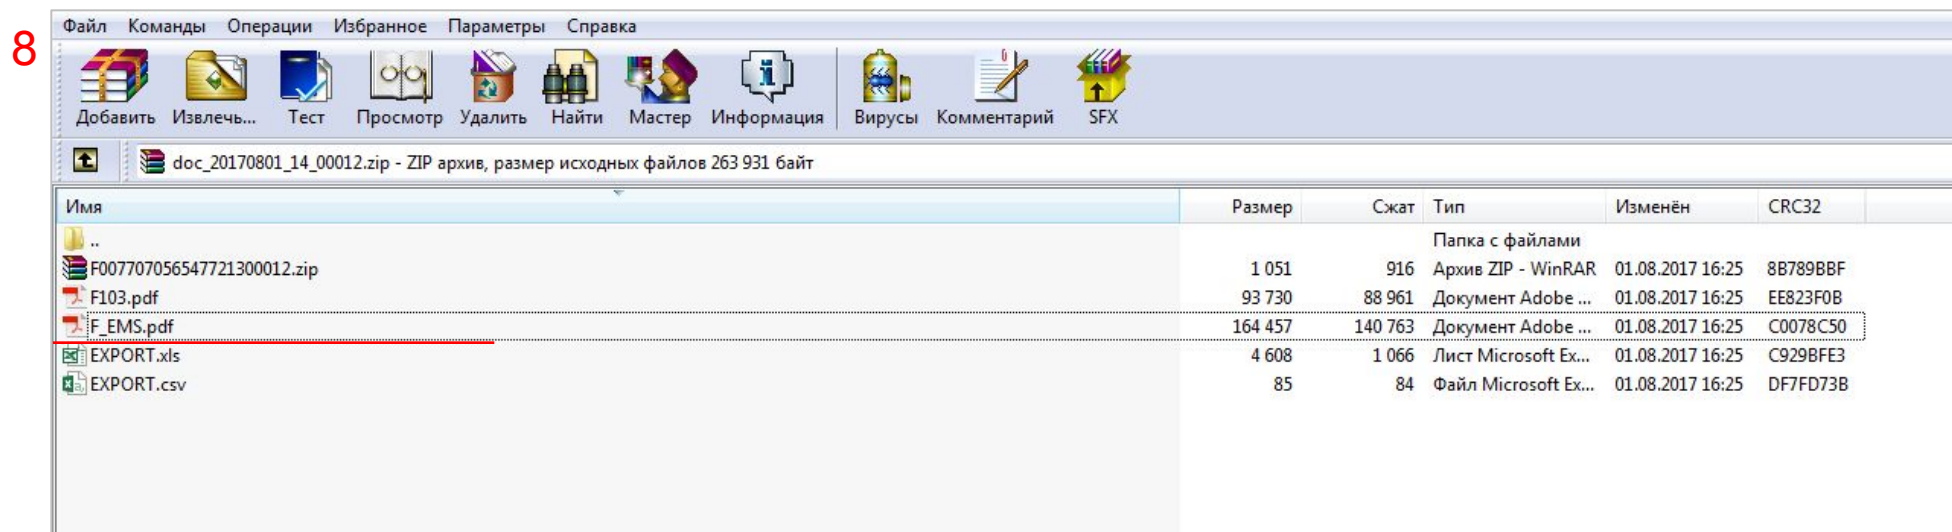 8
Файл Команды Операции Избранное Параметры Справка
Добавить Извлечь... Тест Просмотр Удалить Найти Мастер Информация Вирусы Комментарий SFX
doc_20170801_14_00012.zip - ZIP архив, размер исходных файлов 263 931 байт
Имя Размер Сжат Тип Изменён CRC32
.. Папка с файлами
F007707056547721300012.zip 1 051 916 Архив ZIP - WinRAR 01.08.2017 16:25 8B789BBF
F103.pdf 93 730 88 961 Документ Adobe ... 01.08.2017 16:25 EE823F0B
F_EMS.pdf 164 457 140 763 Документ Adobe ... 01.08.2017 16:25 C0078C50
EXPORT.xls 4 608 1 066 Лист Microsoft Ex... 01.08.2017 16:25 C929BFE3
EXPORT.csv 85 84 Файл Microsoft Ex... 01.08.2017 16:25 DF7FD73B